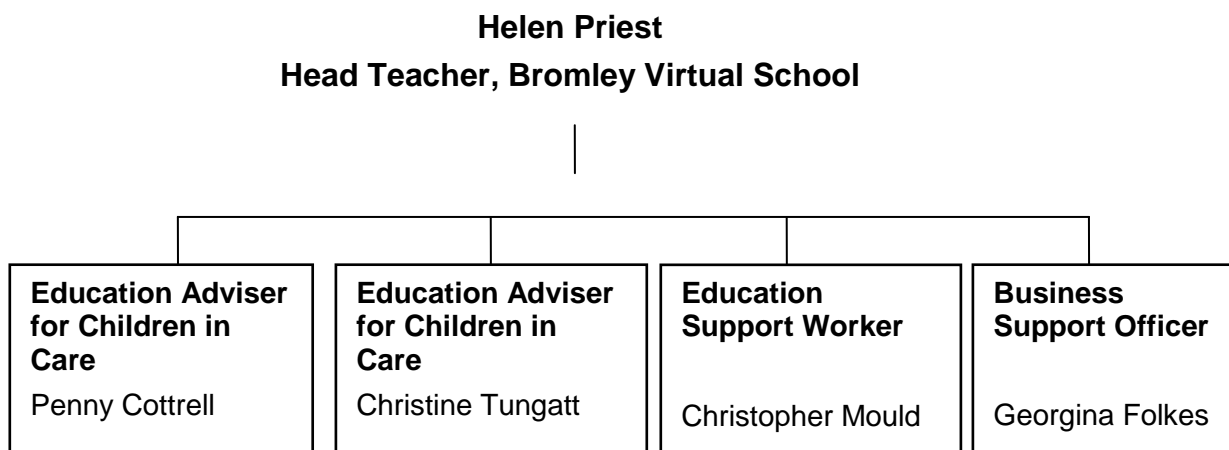 Helen Priest
Head Teacher, Bromley Virtual School
Education Adviser
for Children in
Care
Penny Cottrell
Education Adviser
for Children in
Care
Christine Tungatt
Education
Support Worker
Christopher Mould
Business
Support Officer
Georgina Folkes